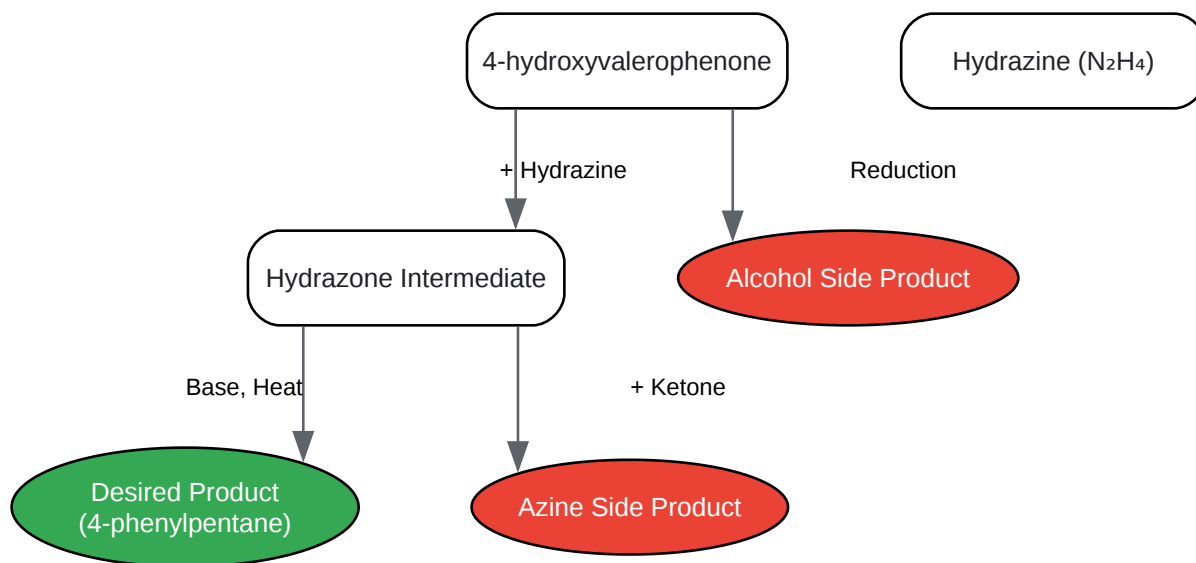 4-hydroxyvalerophenone
Hydrazine (N₂H₄)
+ Hydrazine
Reduction
Hydrazone Intermediate
Alcohol Side Product
Base, Heat
+ Ketone
Desired Product
(4-phenylpentane)
Azine Side Product